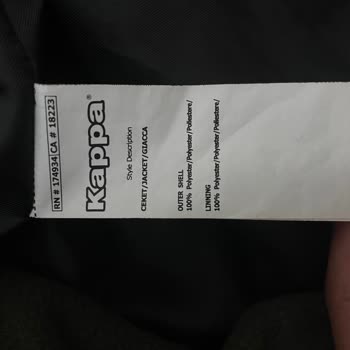 RN # 174934 CA # 18223
Kappa
Style Description
CEKET/JACKET/GIACCA
OUTER SHELL
100% Polyester/Polyester/Poliestere/
LINNING
100% Polyester/Polyester/Poliestere/